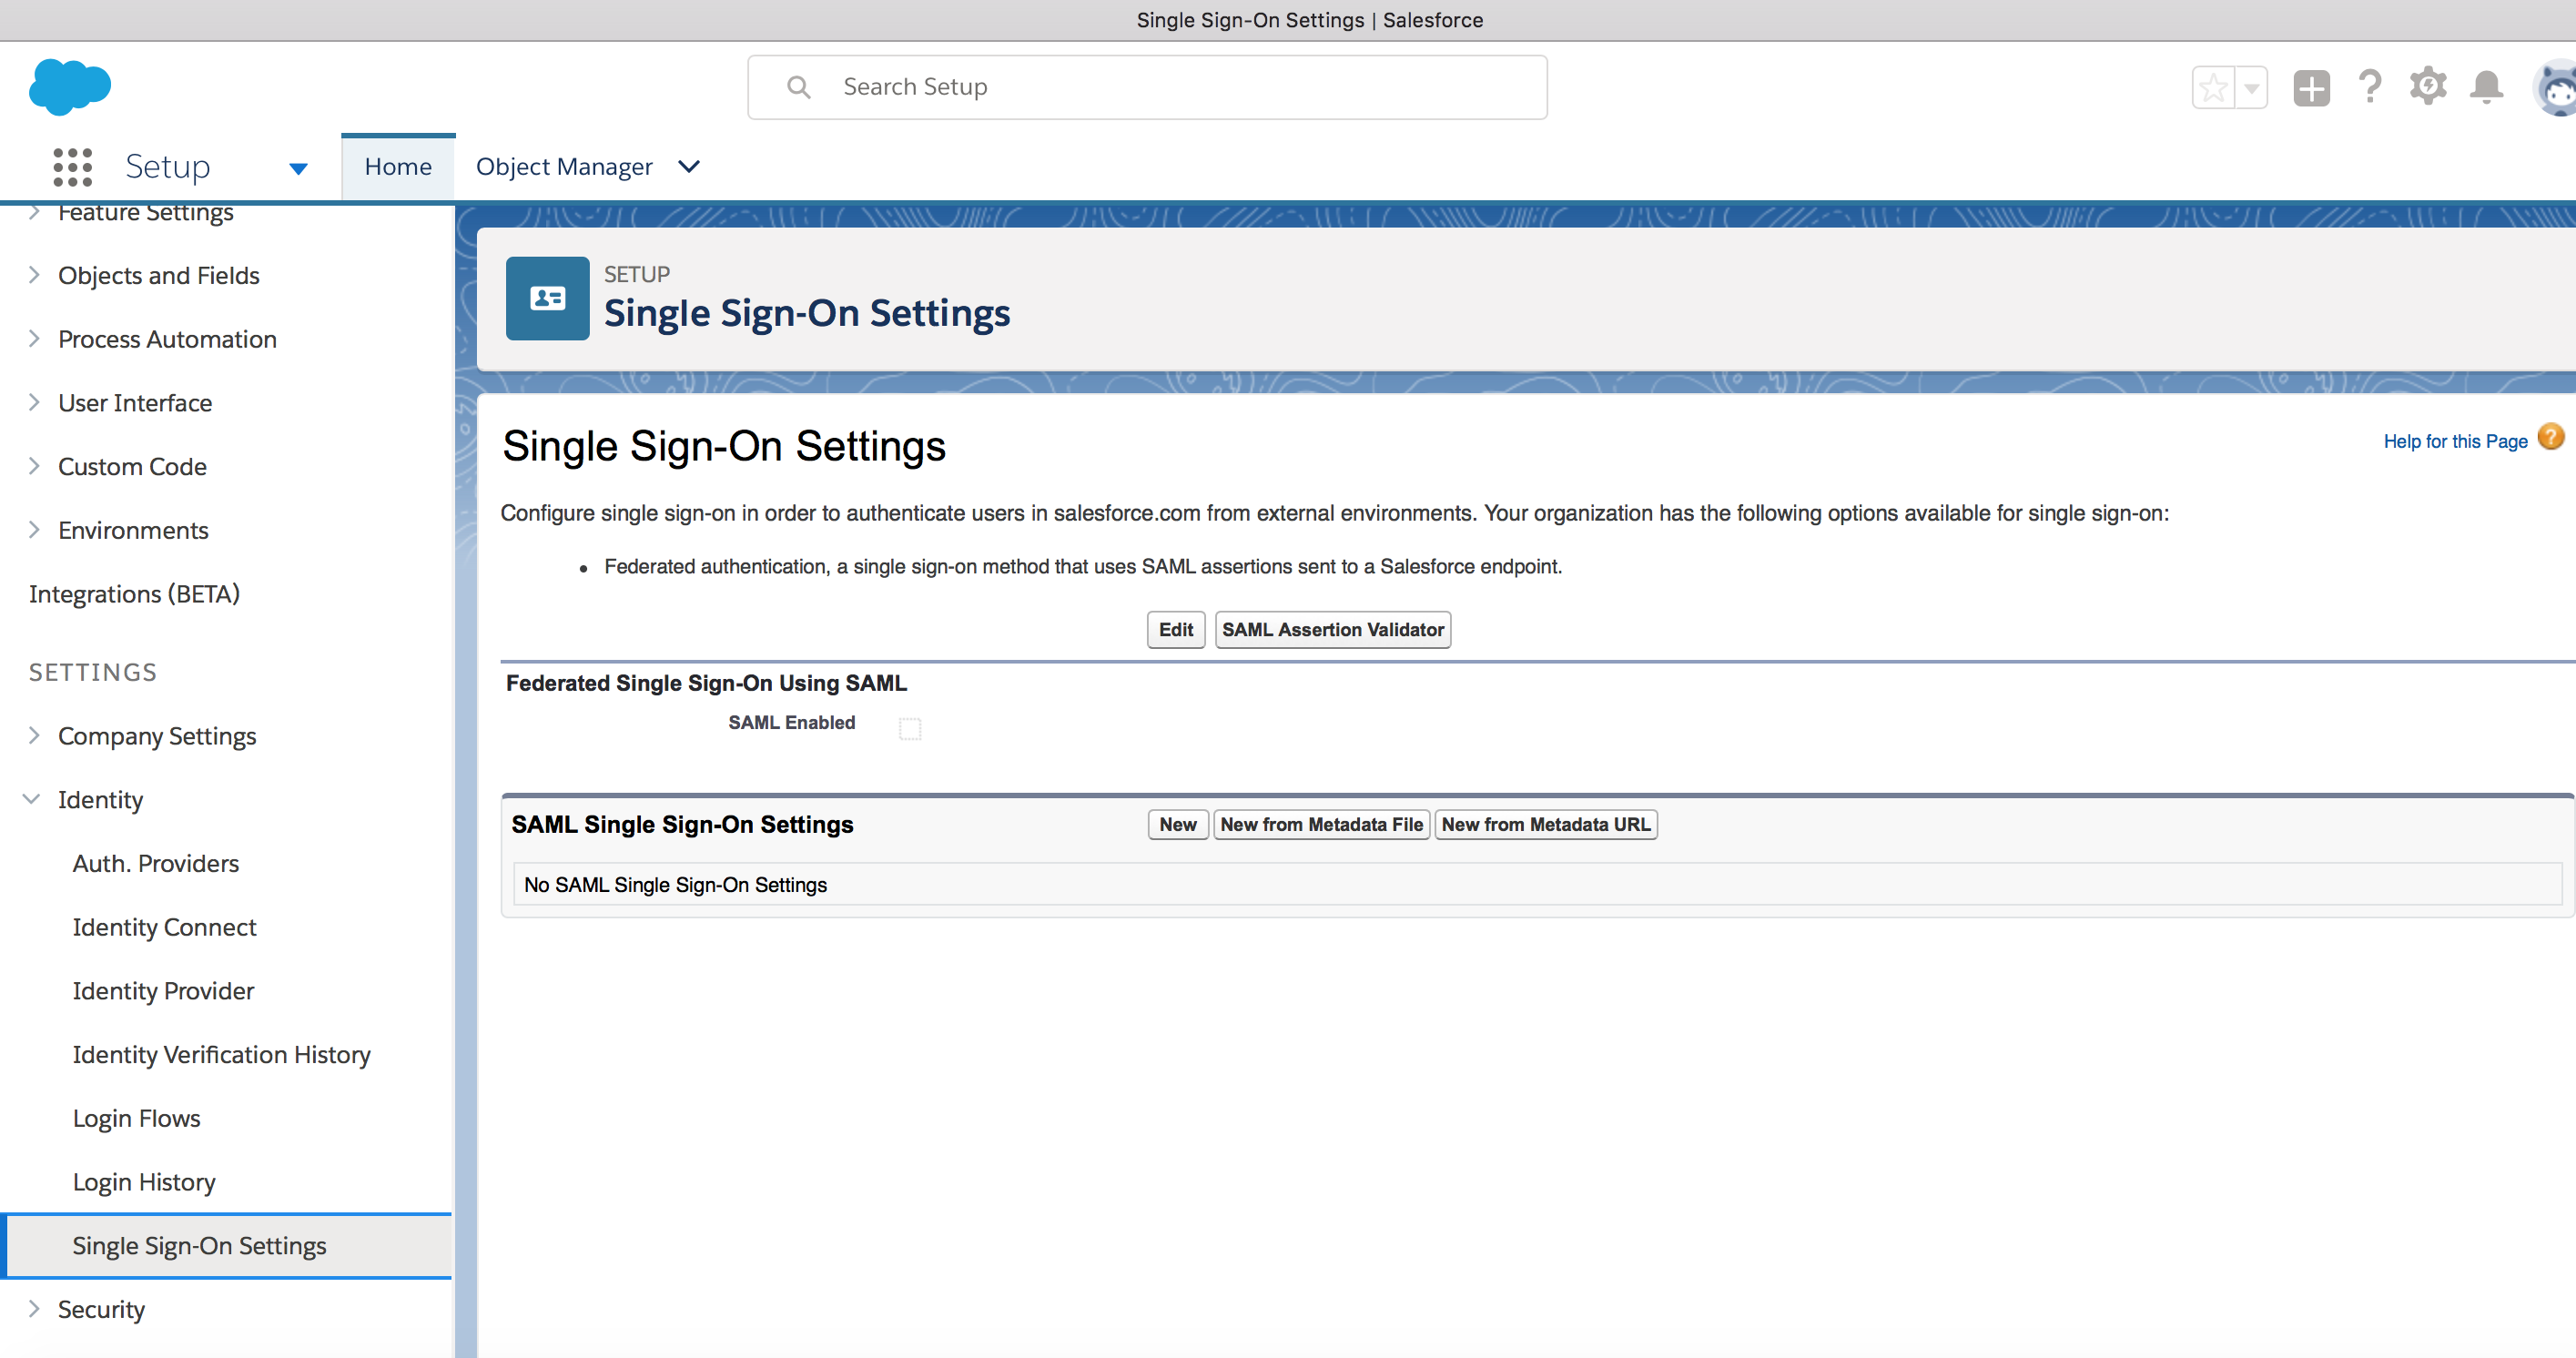 Single Sign-On Settings | Salesforce
Search Setup
Setup
Home
Object Manager
Feature Settings
Objects and Fields
Process Automation
User Interface
Custom Code
Environments
Integrations (BETA)
SETTINGS
Company Settings
Identity
Auth. Providers
Identity Connect
Identity Provider
Identity Verification History
Login Flows
Login History
Single Sign-On Settings
Security
SETUP
Single Sign-On Settings
Single Sign-On Settings
Help for this Page ?
Configure single sign-on in order to authenticate users in salesforce.com from external environments. Your organization has the following options available for single sign-on:
• Federated authentication, a single sign-on method that uses SAML assertions sent to a Salesforce endpoint.
Edit SAML Assertion Validator
Federated Single Sign-On Using SAML
SAML Enabled
SAML Single Sign-On Settings New New from Metadata File New from Metadata URL
No SAML Single Sign-On Settings